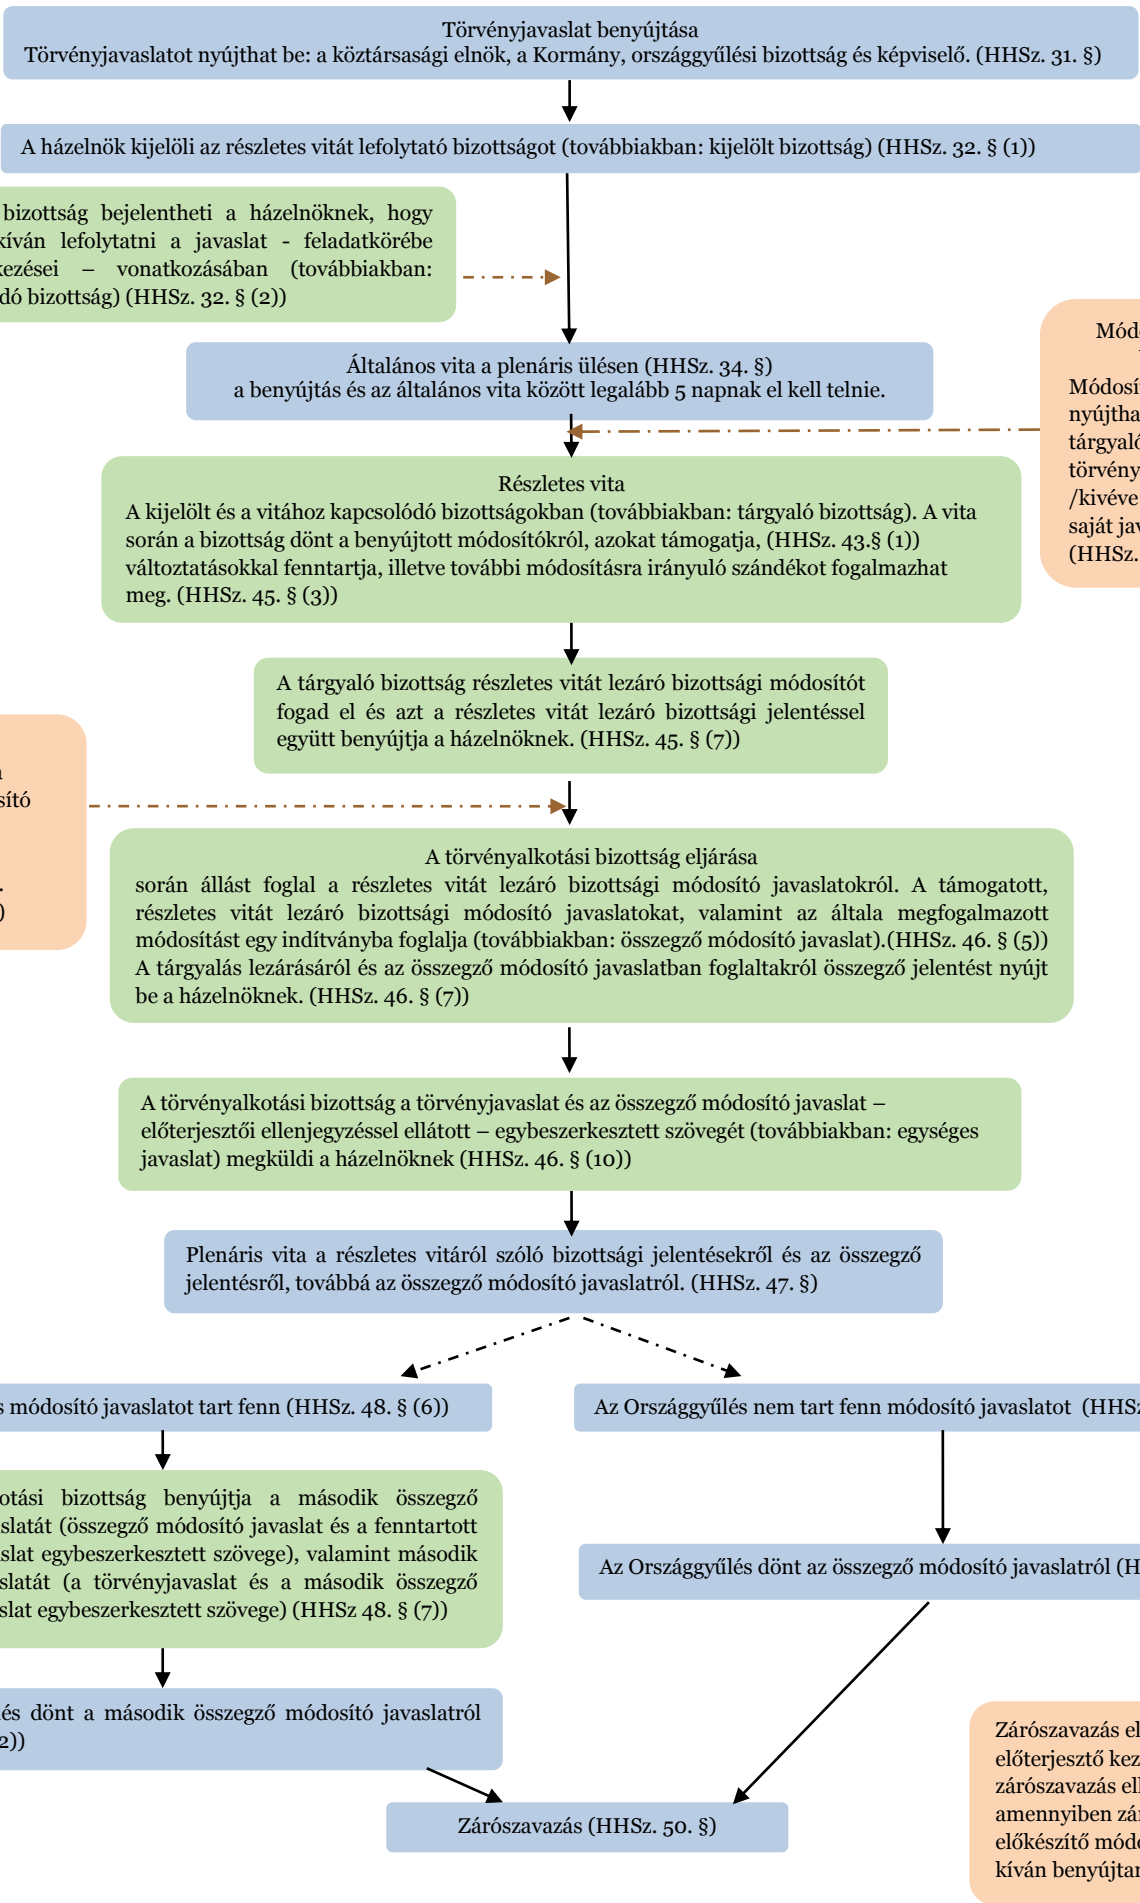 Törvényjavaslat benyújtása
Törvényjavaslatot nyújthat be: a köztársasági elnök, a Kormány, országgyűlési bizottság és képviselő. (HHSz. 31. §)
A házelnök kijelöli az részletes vitát lefolytató bizottságot (továbbiakban: kijelölt bizottság) (HHSz. 32. § (1))
bizottság bejelentheti a házelnöknek, hogy
kíván lefolytatni a javaslat - feladatkörébe
kezései – vonatkozásában (továbbiakban:
dó bizottság) (HHSz. 32. § (2))
Általános vita a plenáris ülésen (HHSz. 34. §)
a benyújtás és az általános vita között legalább 5 napnak el kell telnie.
Módo
Módosí
nyújtha
tárgyaló
törvény
/kivéve
saját jav
(HHSz.
Részletes vita
A kijelölt és a vitához kapcsolódó bizottságokban (továbbiakban: tárgyaló bizottság). A vita
során a bizottság dönt a benyújtott módosítókról, azokat támogatja, (HHSz. 43.§ (1))
változtatásokkal fenntartja, illetve további módosításra irányuló szándékot fogalmazhat
meg. (HHSz. 45. § (3))
A tárgyaló bizottság részletes vitát lezáró bizottsági módosítót
fogad el és azt a részletes vitát lezáró bizottsági jelentéssel
együtt benyújtja a házelnöknek. (HHSz. 45. § (7))
sító
.
)
A törvényalkotási bizottság eljárása
során állást foglal a részletes vitát lezáró bizottsági módosító javaslatokról. A támogatott,
részletes vitát lezáró bizottsági módosító javaslatokat, valamint az általa megfogalmazott
módosítást egy indítványba foglalja (továbbiakban: összegző módosító javaslat).(HHSz. 46. § (5))
A tárgyalás lezárásáról és az összegző módosító javaslatban foglaltakról összegző jelentést nyújt
be a házelnöknek. (HHSz. 46. § (7))
A törvényalkotási bizottság a törvényjavaslat és az összegző módosító javaslat –
előterjesztői ellenjegyzéssel ellátott – egybeszerkesztett szövegét (továbbiakban: egységes
javaslat) megküldi a házelnöknek (HHSz. 46. § (10))
Plenáris vita a részletes vitáról szóló bizottsági jelentésekről és az összegző
jelentésről, továbbá az összegző módosító javaslatról. (HHSz. 47. §)
s módosító javaslatot tart fenn (HHSz. 48. § (6))
Az Országgyűlés nem tart fenn módosító javaslatot (HHSz
otási bizottság benyújtja a második összegző
slatát (összegző módosító javaslat és a fenntartott
slat egybeszerkesztett szövege), valamint második
slatát (a törvényjavaslat és a második összegző
slat egybeszerkesztett szövege) (HHSz 48. § (7))
Az Országgyűlés dönt az összegző módosító javaslatról (H
lés dönt a második összegző módosító javaslatról
2))
Zárószavazás el
előterjesztő kez
zárószavazás ell
amennyiben zár
előkészítő módo
kíván benyújtan
Zárószavazás (HHSz. 50. §)